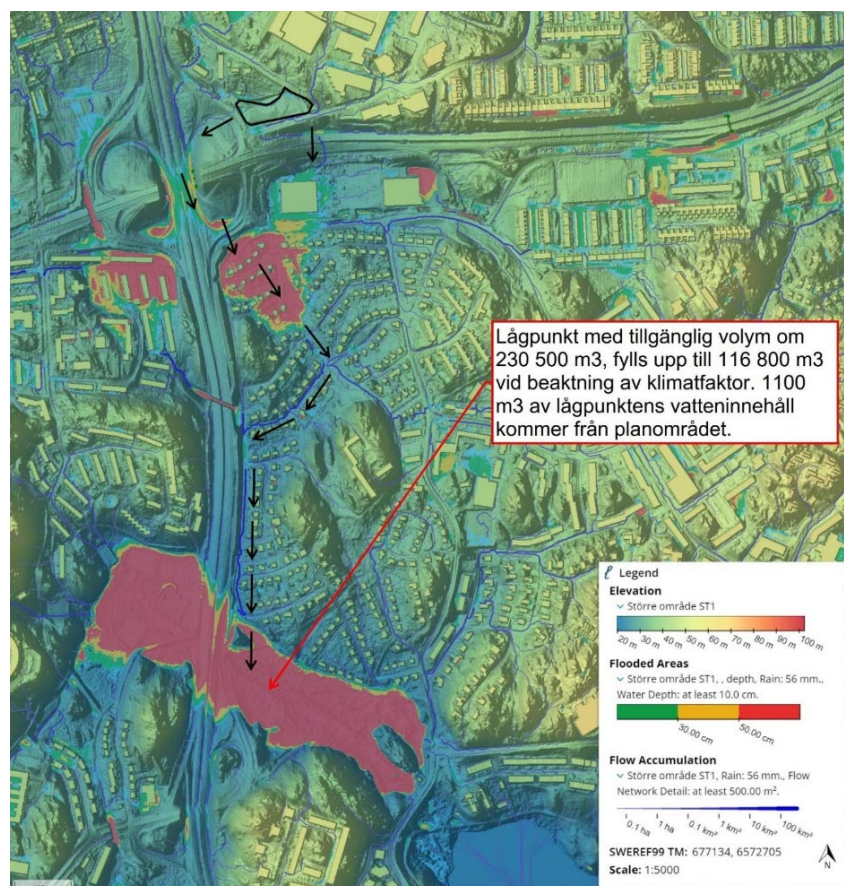 Lågpunkt med tillgänglig volym om
230 500 m3, fylls upp till 116 800 m3
vid beaktning av klimatfaktor. 1100
m3 av lågpunktens vatteninnehåll
kommer från planområdet.
Legend
Elevation
Större område ST1
20 m 30 m 40 m 50 m 60 m 70 m 80 m 90 m 100 m
Flooded Areas
Större område ST1, , depth, Rain: 56 mm.,
Water Depth: at least 10.0 cm.
30.00 cm 50.00 cm
Flow Accumulation
Större område ST1, Rain: 56 mm., Flow
Network Detail: at least 500.00 m².
0.1 ha 1 ha 0.1 km² 1 km² 10 km² 100 km²
SWEREF99 TM: 677134, 6572705
Scale: 1:5000
N